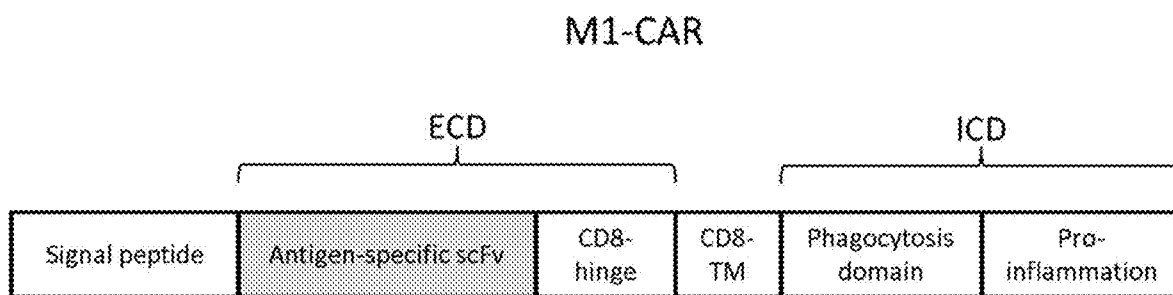 M1-CAR
ECD
ICD
Signal peptide
Antigen-specific scFv
CD8-
hinge
CD8-
TM
Phagocytosis
domain
Pro-
inflammation